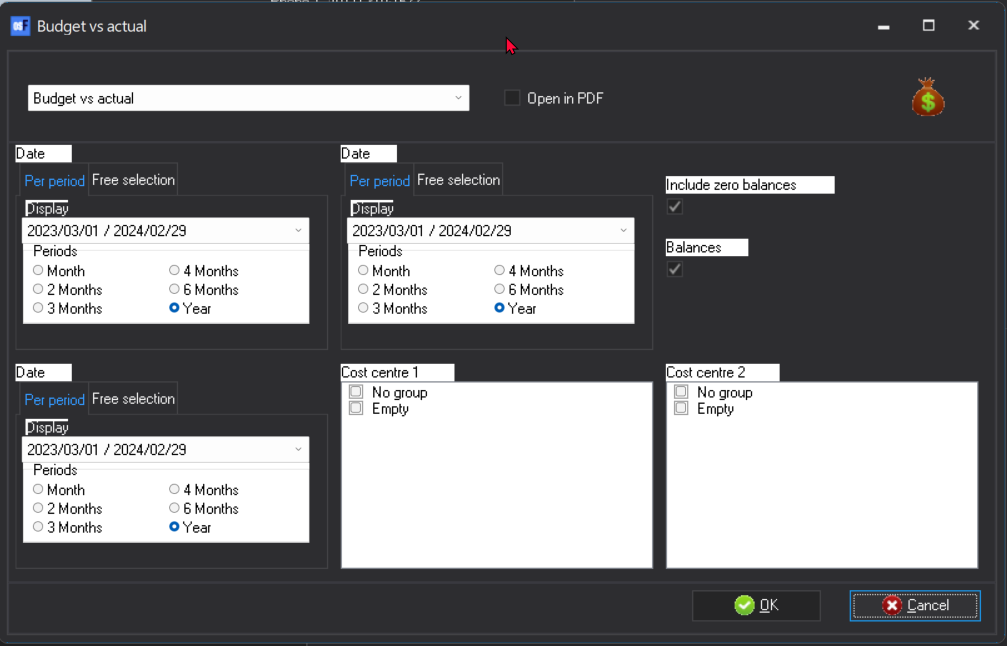 Budget vs actual
Budget vs actual
Open in PDF
Date
Per period Free selection
Display
2023/03/01 / 2024/02/29
Periods
Month 4 Months
2 Months 6 Months
3 Months Year
Date
Per period Free selection
Display
2023/03/01 / 2024/02/29
Periods
Month 4 Months
2 Months 6 Months
3 Months Year
Include zero balances
Balances
Date
Per period Free selection
Display
2023/03/01 / 2024/02/29
Periods
Month 4 Months
2 Months 6 Months
3 Months Year
Cost centre 1
No group
Empty
Cost centre 2
No group
Empty
OK
Cancel